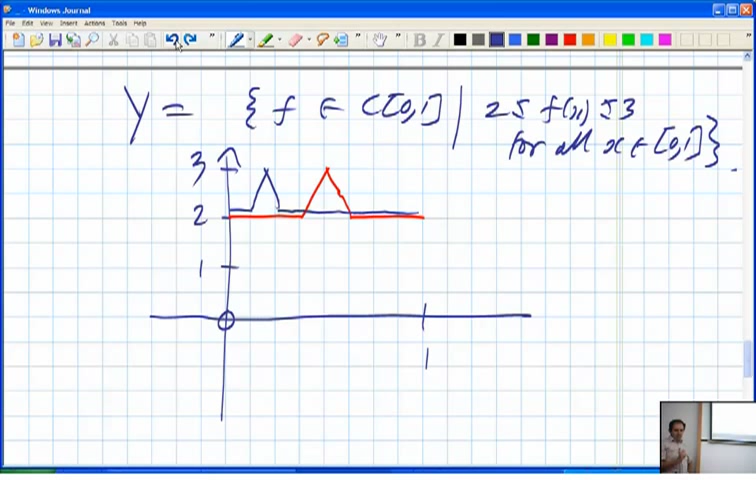 Windows Journal
File Edit View Insert Actions Tools Help
B I
Y = { f ∈ C[0,1] | 2 ≤ f(x) ≤ 3
for all x ∈ [0,1] } .
3
2
1
1